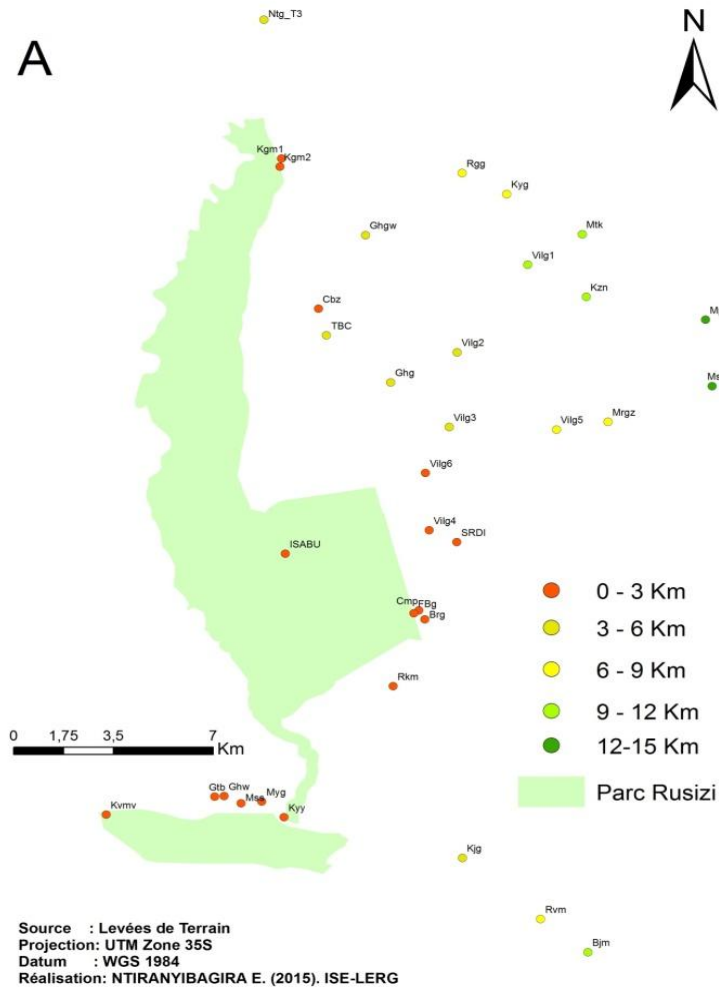 Ntg_T3
A
N
Kgm1
Kgm2
Rgg
Kyg
Ghgw
Mtk
Vilg1
Kzn
Cbz
TBC
Vilg2
Ghg
Vilg3
Vilg5
Mrgz
Vilg6
Vilg4
SRDI
ISABU
Brg
Rkm
0 - 3 Km
3 - 6 Km
6 - 9 Km
9 - 12 Km
12-15 Km
Parc Rusizi
0 1,75 3,5 7
Km
Gtb
Ghw
Myg
Kvmv
Kyy
Kjg
Rvm
Bjm
Source : Levées de Terrain
Projection: UTM Zone 35S
Datum : WGS 1984
Réalisation: NTIRANYIBAGIRA E. (2015). ISE-LERG